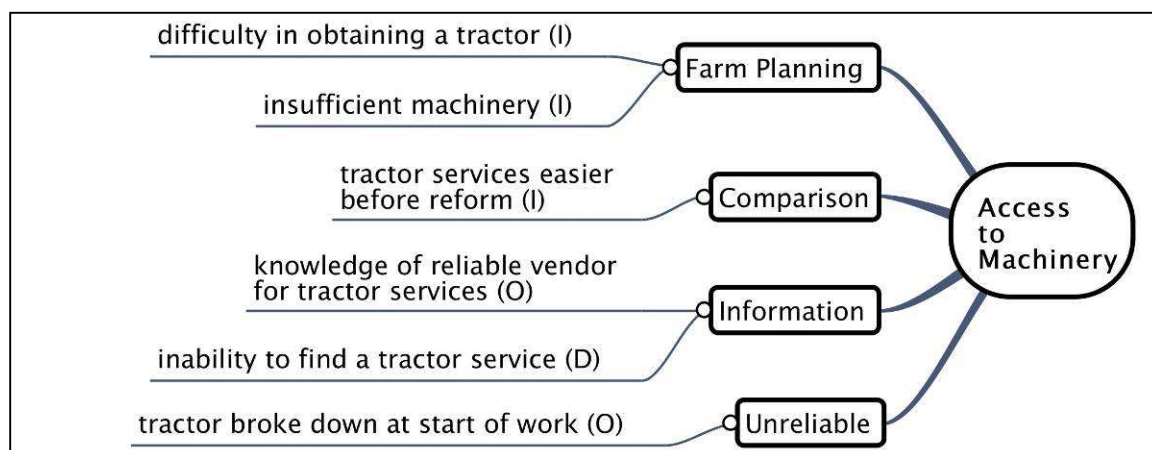 difficulty in obtaining a tractor (I)
insufficient machinery (I)
Farm Planning
tractor services easier
before reform (I)
Comparison
knowledge of reliable vendor
for tractor services (O)
inability to find a tractor service (D)
Information
tractor broke down at start of work (O)
Unreliable
Access
to
Machinery